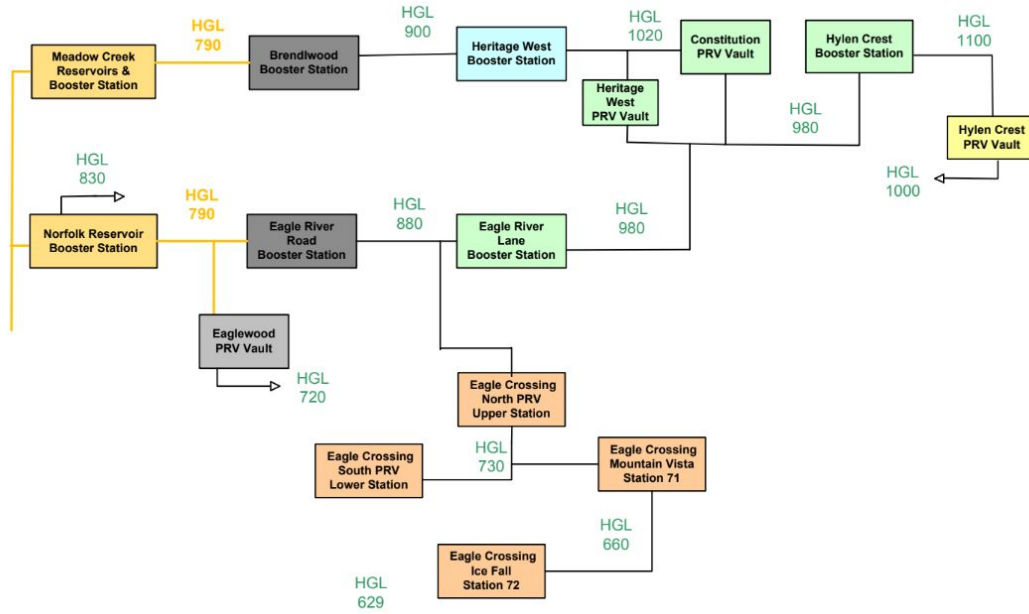 HGL
790
HGL
900
HGL
1020
HGL
1100
Meadow Creek
Reservoirs &
Booster Station
Brendlwood
Booster Station
Heritage West
Booster Station
Constitution
PRV Vault
Hylen Crest
Booster Station
Heritage
West
PRV Vault
HGL
980
Hylen Crest
PRV Vault
HGL
830
HGL
1000
HGL
790
HGL
880
HGL
980
Norfolk Reservoir
Booster Station
Eagle River
Road
Booster Station
Eagle River
Lane
Booster Station
Eaglewood
PRV Vault
HGL
720
Eagle Crossing
North PRV
Upper Station
Eagle Crossing
South PRV
Lower Station
HGL
730
Eagle Crossing
Mountain Vista
Station 71
HGL
660
Eagle Crossing
Ice Fall
Station 72
HGL
629